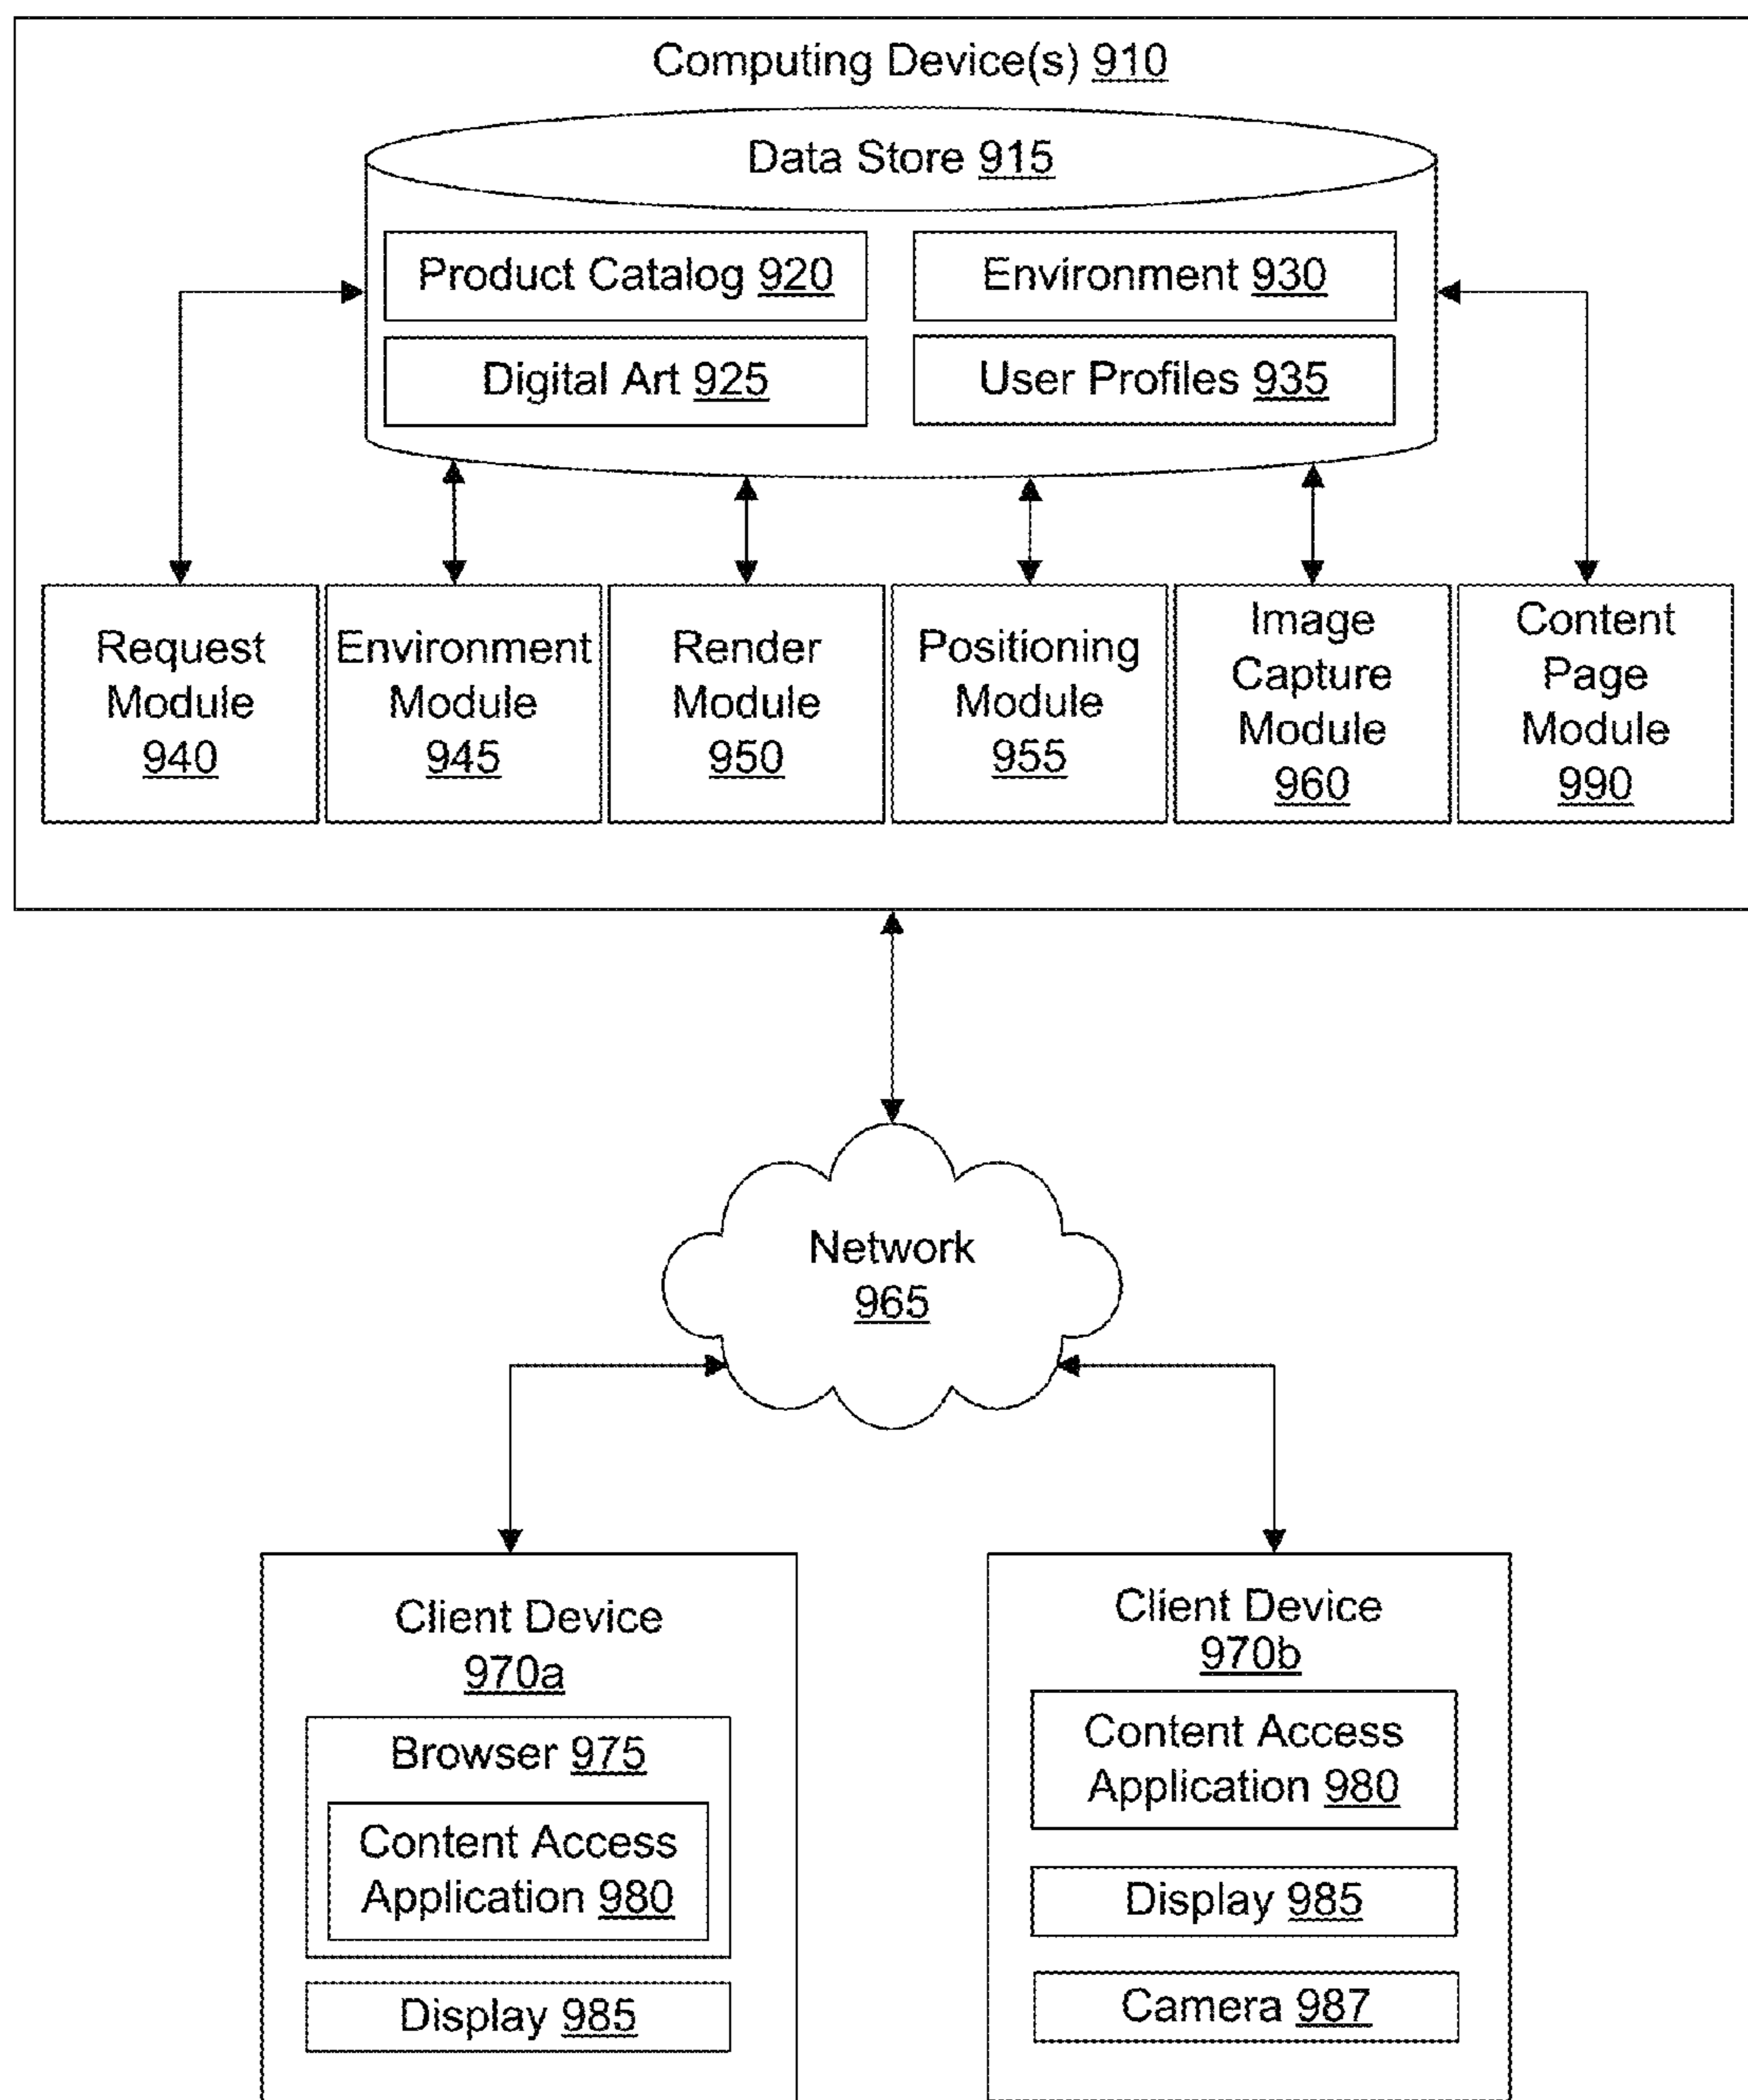 Computing Device(s) 910
Data Store 915
Product Catalog 920
Environment 930
Digital Art 925
User Profiles 935
Request
Module
940
Environment
Module
945
Render
Module
950
Positioning
Module
955
Image
Capture
Module
960
Content
Page
Module
990
Network
965
Client Device
970a
Browser 975
Content Access
Application 980
Display 985
Client Device
970b
Content Access
Application 980
Display 985
Camera 987